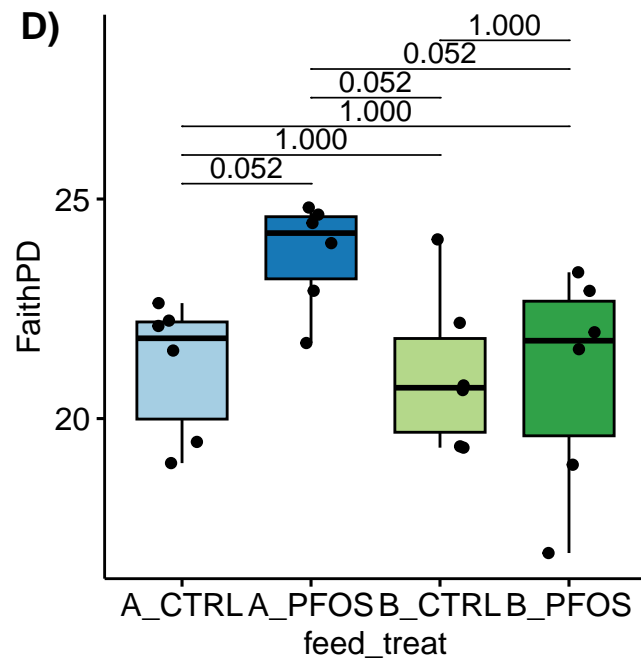 D)
1.000
0.052
0.052
1.000
1.000
0.052
25
20
FaithPD
A_CTRL A_PFOS B_CTRL B_PFOS
feed_treat